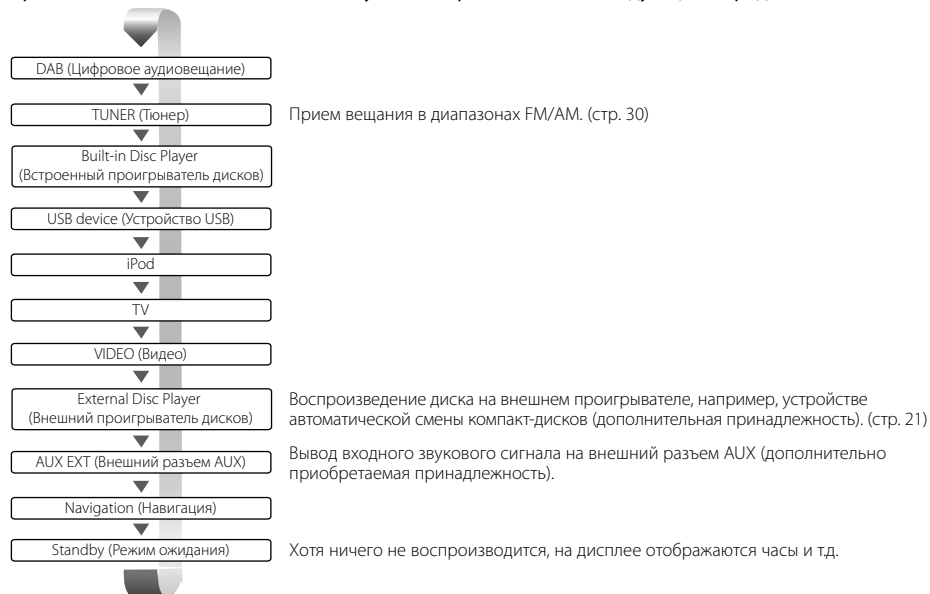 DAB (Цифровое аудиовещание)
TUNER (Тюнер)
Прием вещания в диапазонах FM/AM. (стр. 30)
Built-in Disc Player
(Встроенный проигрыватель дисков)
USB device (Устройство USB)
iPod
TV
VIDEO (Видео)
External Disc Player
(Внешний проигрыватель дисков)
Воспроизведение диска на внешнем проигрывателе, например, устройстве
автоматической смены компакт-дисков (дополнительная принадлежность). (стр. 21)
AUX EXT (Внешний разъем AUX)
Вывод входного звукового сигнала на внешний разъем AUX (дополнительно
приобретаемая принадлежность).
Navigation (Навигация)
Standby (Режим ожидания)
Хотя ничего не воспроизводится, на дисплее отображаются часы и т.д.